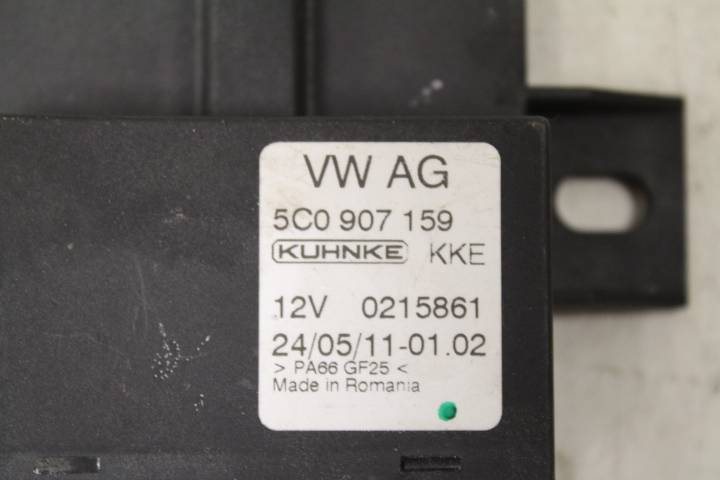 VW AG
5C0 907 159
KUHNKE KKE
12V 0215861
24/05/11-01.02
> PA66 GF25 <
Made in Romania